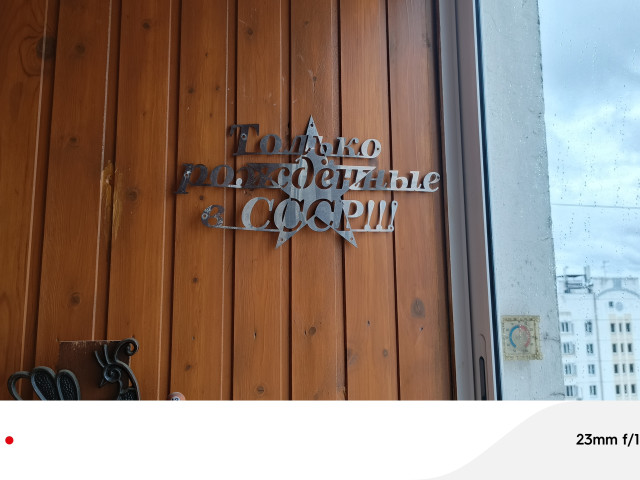 Только
рождённые
в СССР!!!
23mm f/1